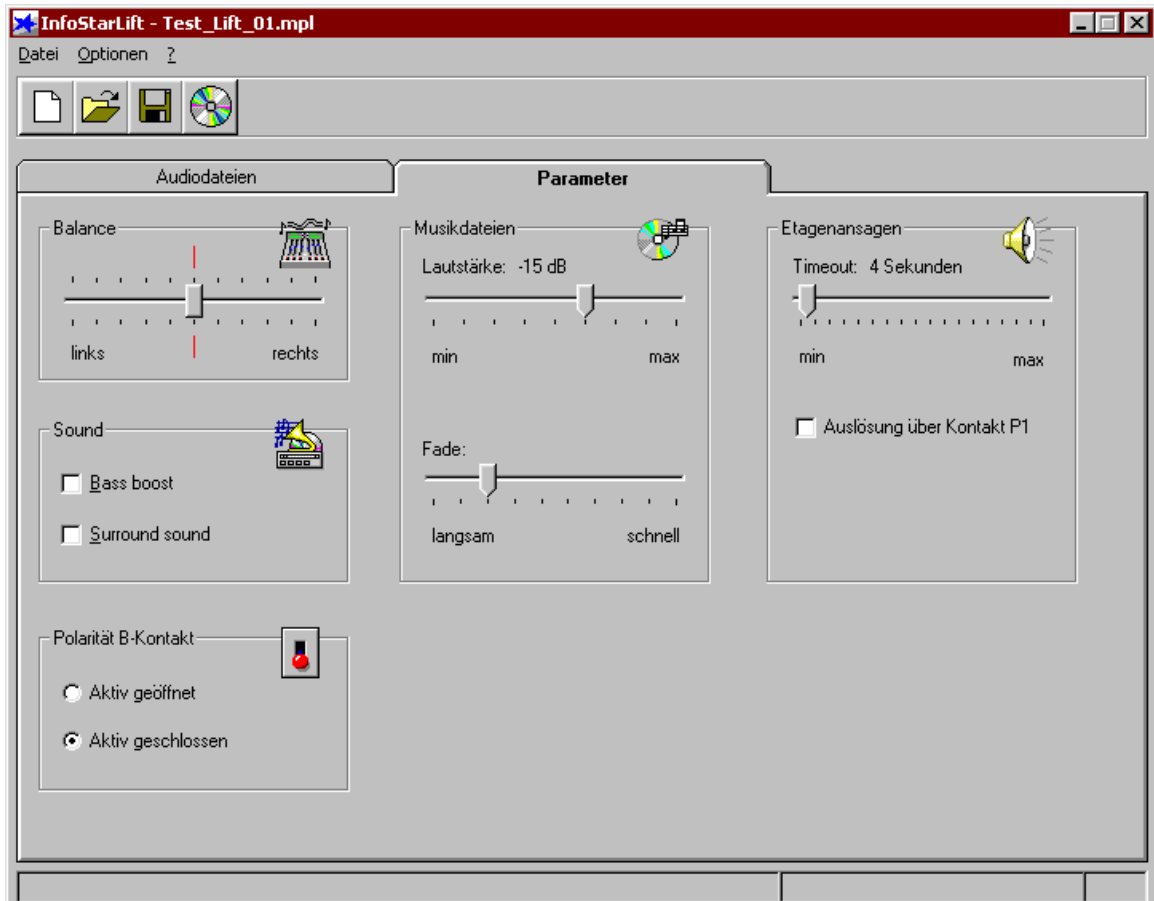 InfoStarLift - Test_Lift_01.mpl
Datei Optionen ?
Audiodateien
Parameter
Balance
links rechts
Sound
Bass boost
Surround sound
Polarität B-Kontakt
Aktiv geöffnet
Aktiv geschlossen
Musikdateien
Lautstärke: -15 dB
min max
Fade:
langsam schnell
Etagenansagen
Timeout: 4 Sekunden
min max
Auslösung über Kontakt P1